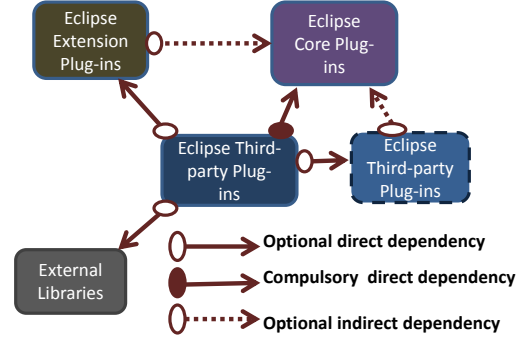 Eclipse
Extension
Plug-ins
Eclipse
Core Plug-
ins
Eclipse Third-
party Plug-
ins
Eclipse
Third-party
Plug-ins
External
Libraries
Optional direct dependency
Compulsory direct dependency
Optional indirect dependency